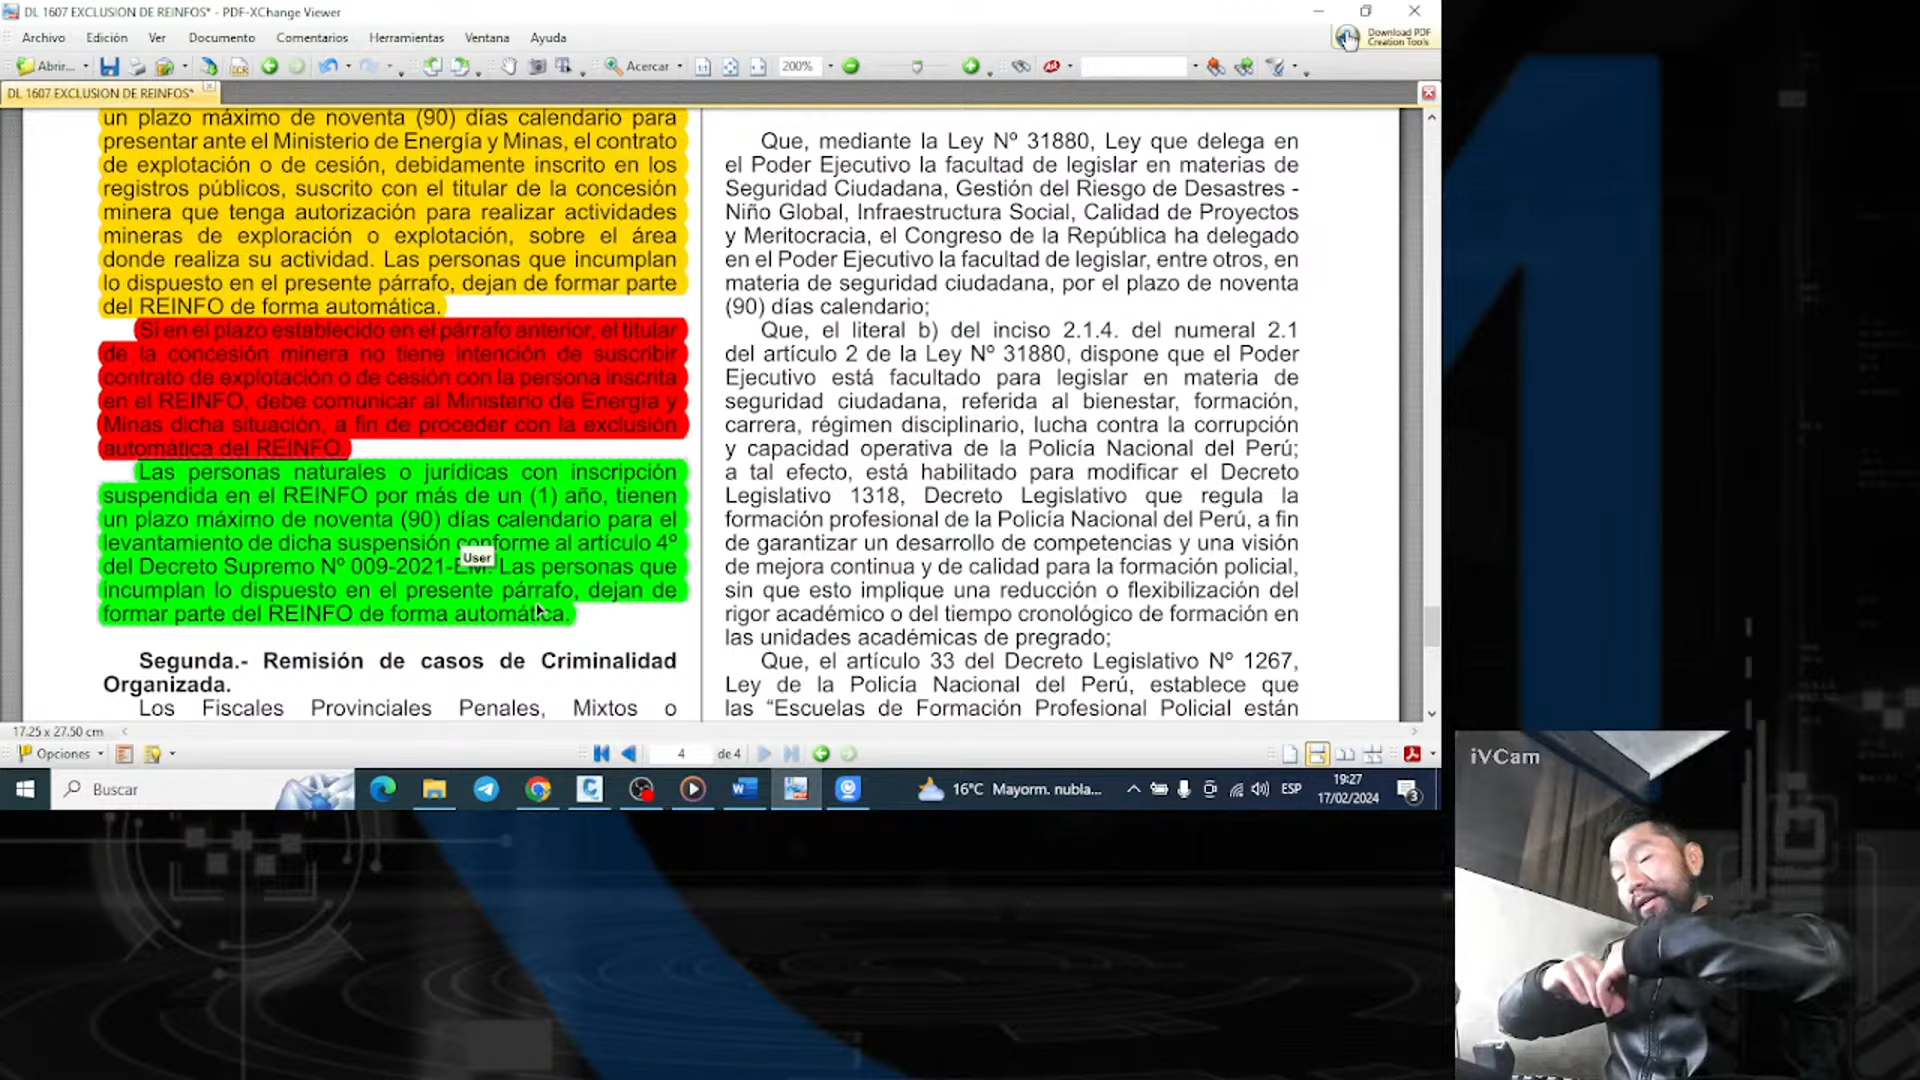 DL 1607 EXCLUSION DE REINFOS* - PDF-XChange Viewer
Archivo Edición Ver Documento Comentarios Herramientas Ventana Ayuda
Download PDF
Creation Tools
Abrir... OCR Acercar 200%
DL 1607 EXCLUSION DE REINFOS*
un plazo máximo de noventa (90) días calendario para
presentar ante el Ministerio de Energía y Minas, el contrato
de explotación o de cesión, debidamente inscrito en los
registros públicos, suscrito con el titular de la concesión
minera que tenga autorización para realizar actividades
mineras de exploración o explotación, sobre el área
donde realiza su actividad. Las personas que incumplan
lo dispuesto en el presente párrafo, dejan de formar parte
del REINFO de forma automática.
Si en el plazo establecido en el párrafo anterior, el titular
de la concesión minera no tiene intención de suscribir
contrato de explotación o de cesión con la persona inscrita
en el REINFO, debe comunicar al Ministerio de Energía y
Minas dicha situación, a fin de proceder con la exclusión
automática del REINFO.
Las personas naturales o jurídicas con inscripción
suspendida en el REINFO por más de un (1) año, tienen
un plazo máximo de noventa (90) días calendario para el
levantamiento de dicha suspensión conforme al artículo 4º
User
del Decreto Supremo Nº 009-2021-EM. Las personas que
incumplan lo dispuesto en el presente párrafo, dejan de
formar parte del REINFO de forma automática.
Segunda.- Remisión de casos de Criminalidad
Organizada.
Los Fiscales Provinciales Penales, Mixtos o
Que, mediante la Ley Nº 31880, Ley que delega en
el Poder Ejecutivo la facultad de legislar en materias de
Seguridad Ciudadana, Gestión del Riesgo de Desastres -
Niño Global, Infraestructura Social, Calidad de Proyectos
y Meritocracia, el Congreso de la República ha delegado
en el Poder Ejecutivo la facultad de legislar, entre otros, en
materia de seguridad ciudadana, por el plazo de noventa
(90) días calendario;
Que, el literal b) del inciso 2.1.4. del numeral 2.1
del artículo 2 de la Ley Nº 31880, dispone que el Poder
Ejecutivo está facultado para legislar en materia de
seguridad ciudadana, referida al bienestar, formación,
carrera, régimen disciplinario, lucha contra la corrupción
y capacidad operativa de la Policía Nacional del Perú;
a tal efecto, está habilitado para modificar el Decreto
Legislativo 1318, Decreto Legislativo que regula la
formación profesional de la Policía Nacional del Perú, a fin
de garantizar un desarrollo de competencias y una visión
de mejora continua y de calidad para la formación policial,
sin que esto implique una reducción o flexibilización del
rigor académico o del tiempo cronológico de formación en
las unidades académicas de pregrado;
Que, el artículo 33 del Decreto Legislativo Nº 1267,
Ley de la Policía Nacional del Perú, establece que
las “Escuelas de Formación Profesional Policial están
17.25 x 27.50 cm
Opciones 4 de 4
Buscar 16°C Mayorm. nubla... ESP 19:27
17/02/2024 3
iVCam